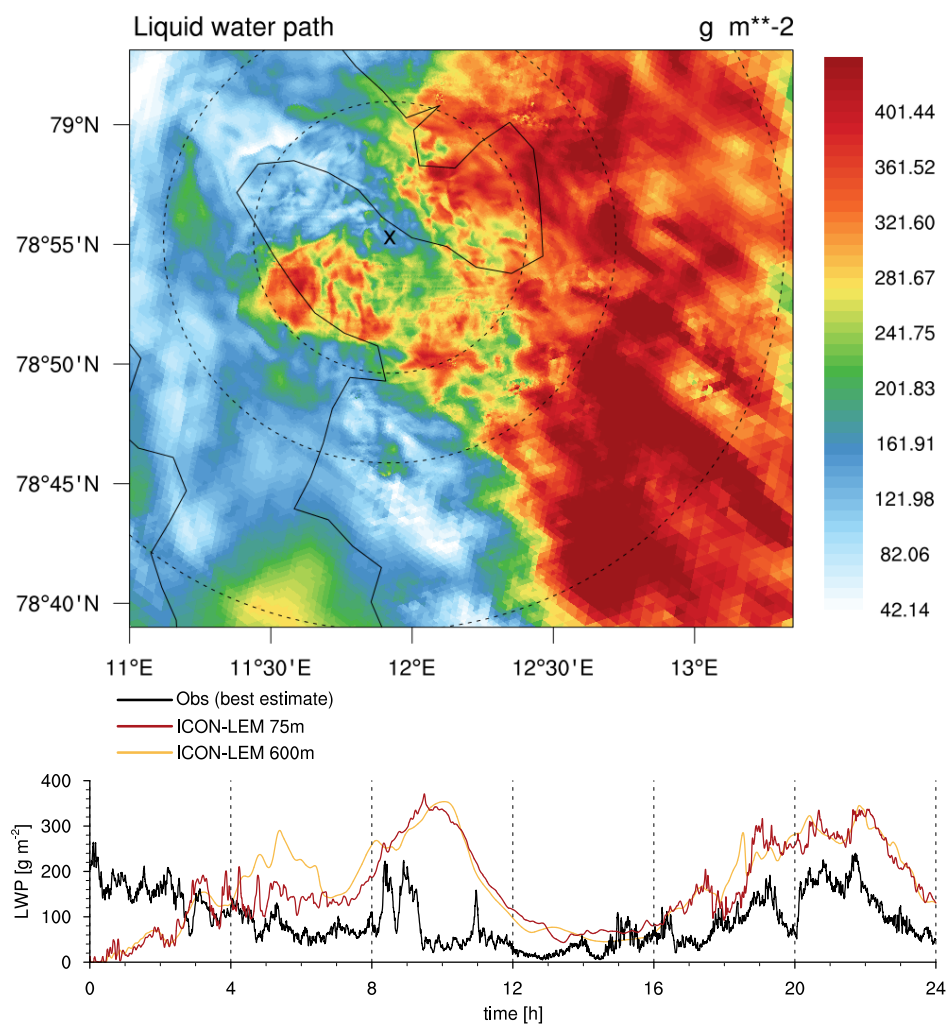 Liquid water path g m**-2
79°N
78°55'N
78°50'N
78°45'N
78°40'N
X
401.44
361.52
321.60
281.67
241.75
201.83
161.91
121.98
82.06
42.14
11°E 11°30'E 12°E 12°30'E 13°E
Obs (best estimate)
ICON-LEM 75m
ICON-LEM 600m
LWP [g m-2]
400
300
200
100
0
0 4 8 12 16 20 24
time [h]